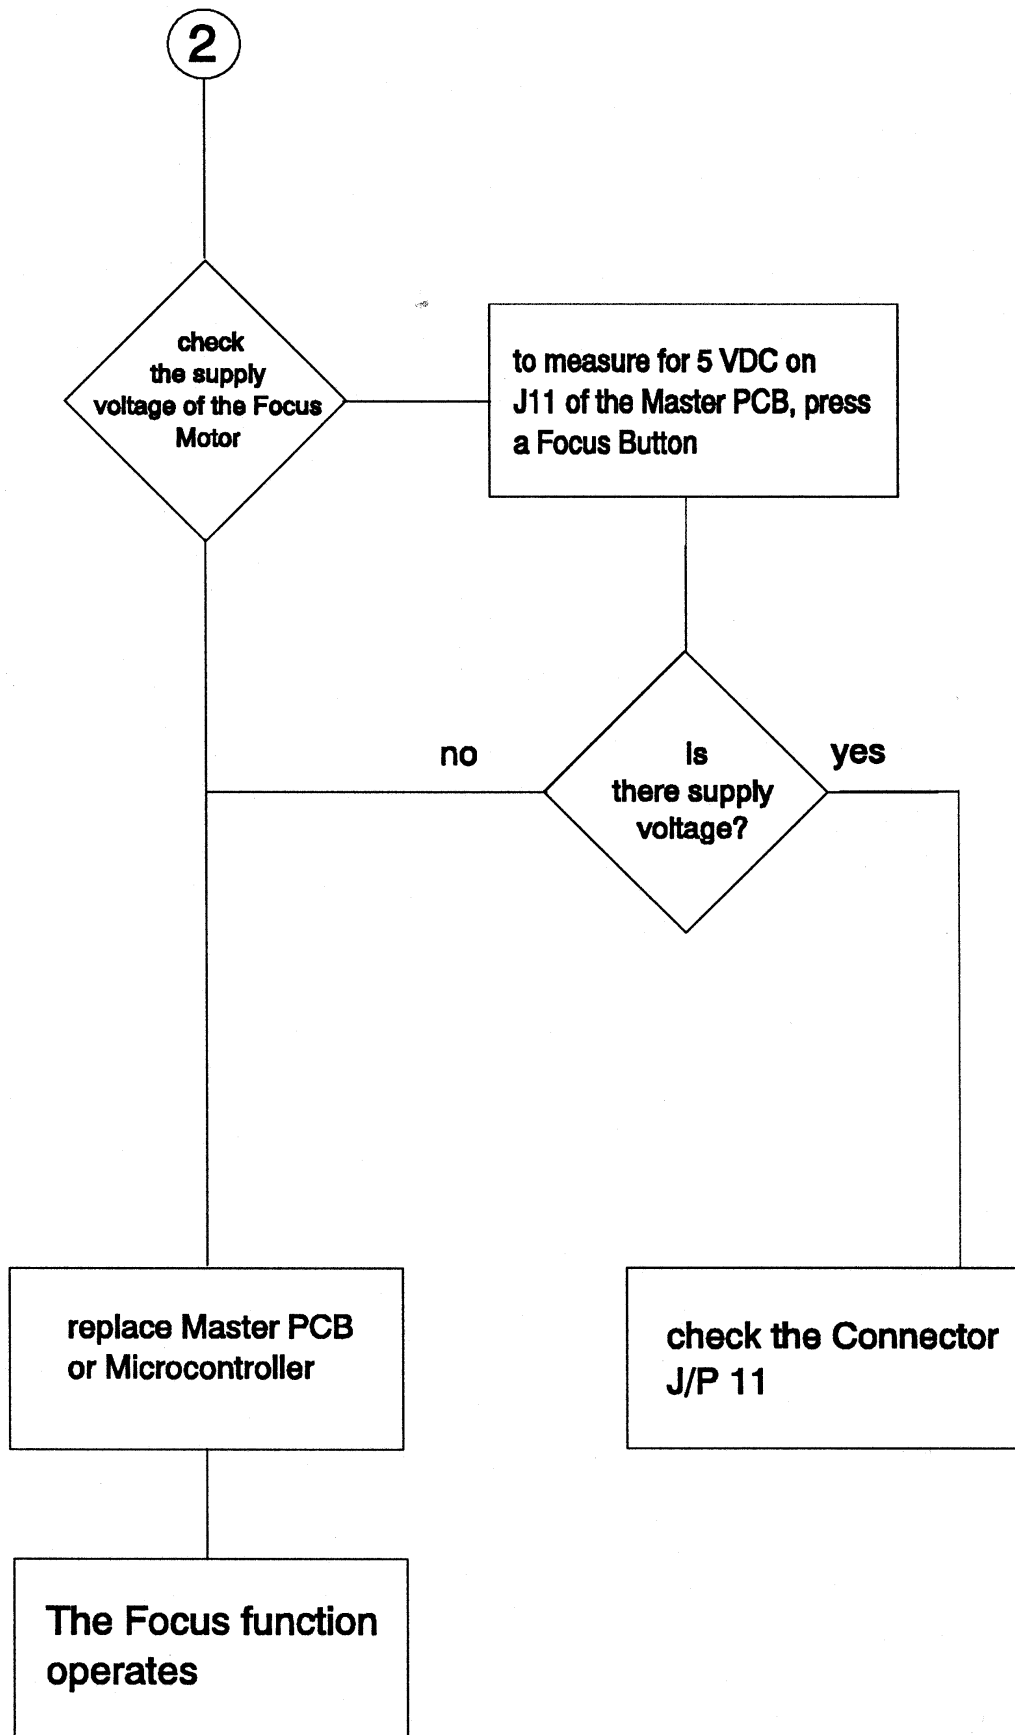 2
check
the supply
voltage of the Focus
Motor
to measure for 5 VDC on
J11 of the Master PCB, press
a Focus Button
no
is
there supply
voltage?
yes
replace Master PCB
or Microcontroller
check the Connector
J/P 11
The Focus function
operates